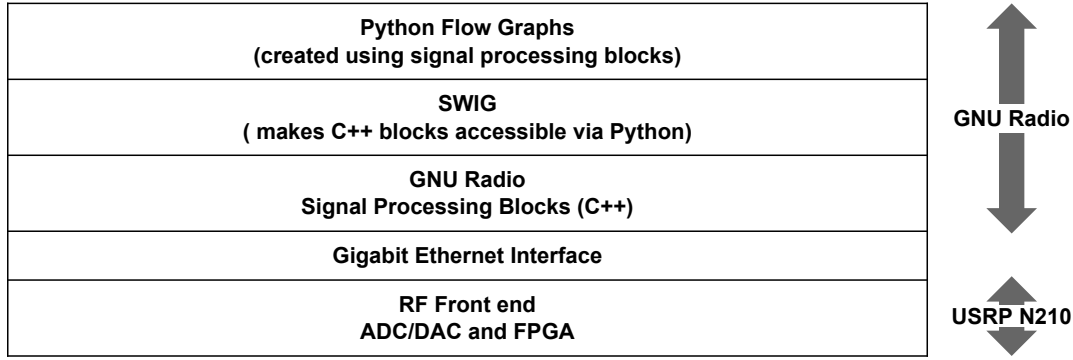 Python Flow Graphs
(created using signal processing blocks)
SWIG
( makes C++ blocks accessible via Python)
GNU Radio
Signal Processing Blocks (C++)
Gigabit Ethernet Interface
RF Front end
ADC/DAC and FPGA
GNU Radio
USRP N210